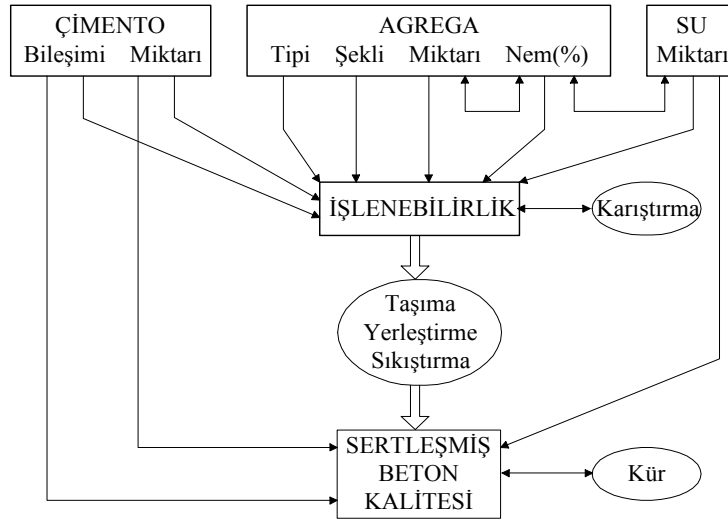 ÇİMENTO
Bileşimi Miktarı
AGREGA
Tipi Şekli Miktarı Nem(%)
SU
Miktarı
İŞLENEBİLİRLİK
Karıştırma
Taşıma
Yerleştirme
Sıkıştırma
SERTLEŞMİŞ
BETON
KALİTESİ
Kür